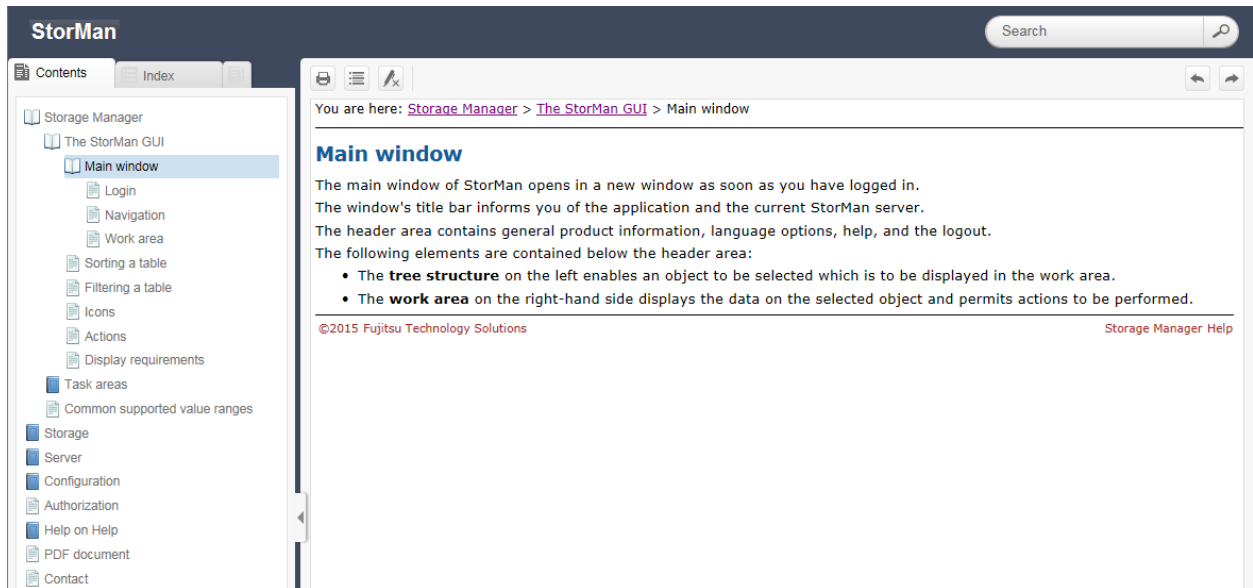 StorMan
Search
Contents
Index
Storage Manager
The StorMan GUI
Main window
Login
Navigation
Work area
Sorting a table
Filtering a table
Icons
Actions
Display requirements
Task areas
Common supported value ranges
Storage
Server
Configuration
Authorization
Help on Help
PDF document
Contact
You are here: Storage Manager > The StorMan GUI > Main window
Main window
The main window of StorMan opens in a new window as soon as you have logged in.
The window's title bar informs you of the application and the current StorMan server.
The header area contains general product information, language options, help, and the logout.
The following elements are contained below the header area:
• The tree structure on the left enables an object to be selected which is to be displayed in the work area.
• The work area on the right-hand side displays the data on the selected object and permits actions to be performed.
©2015 Fujitsu Technology Solutions
Storage Manager Help